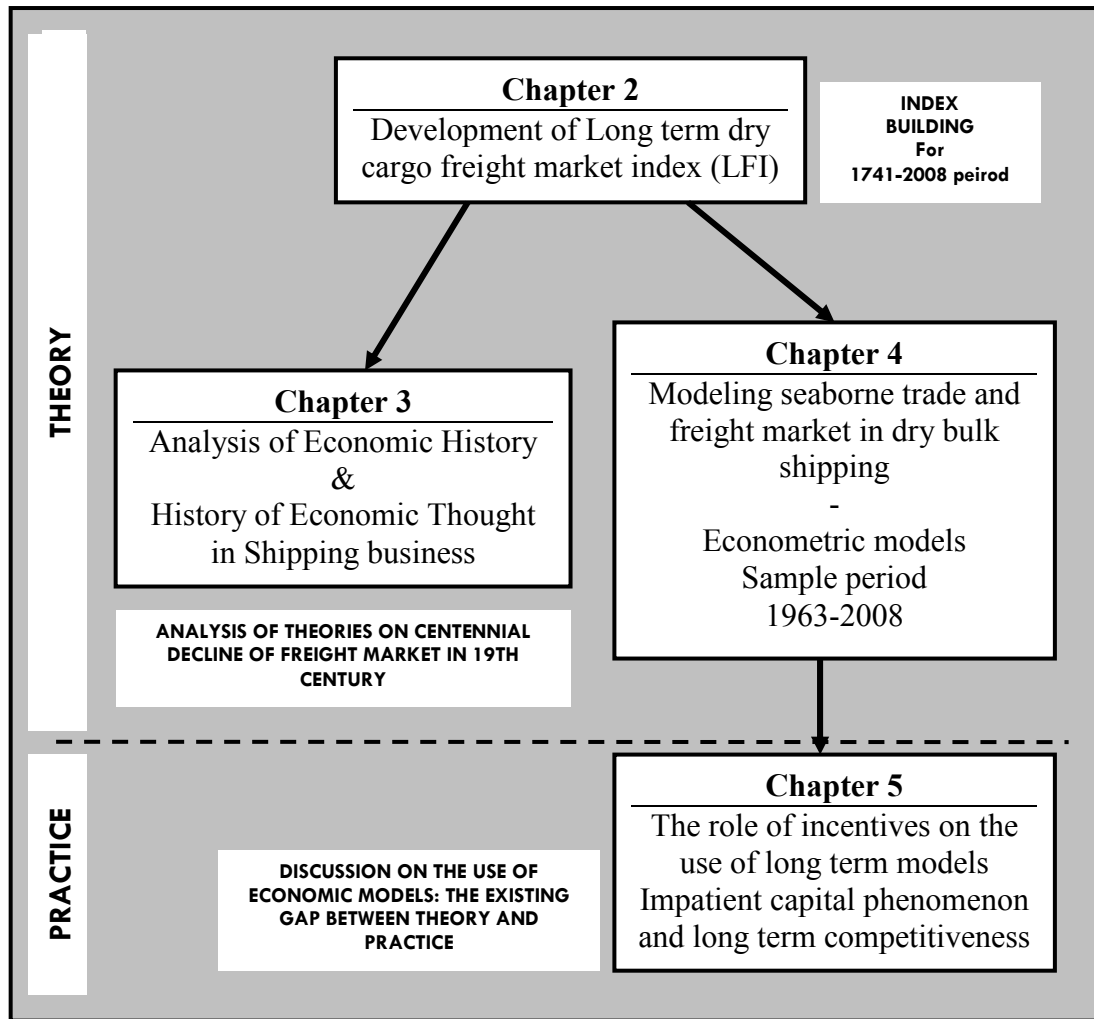 THEORY
Chapter 2
Development of Long term dry
cargo freight market index (LFI)
INDEX
BUILDING
For
1741-2008 peirod
Chapter 3
Analysis of Economic History
&
History of Economic Thought
in Shipping business
ANALYSIS OF THEORIES ON CENTENNIAL
DECLINE OF FREIGHT MARKET IN 19TH
CENTURY
Chapter 4
Modeling seaborne trade and
freight market in dry bulk
shipping
-
Econometric models
Sample period
1963-2008
PRACTICE
Chapter 5
The role of incentives on the
use of long term models
Impatient capital phenomenon
and long term competitiveness
DISCUSSION ON THE USE OF
ECONOMIC MODELS: THE EXISTING
GAP BETWEEN THEORY AND
PRACTICE